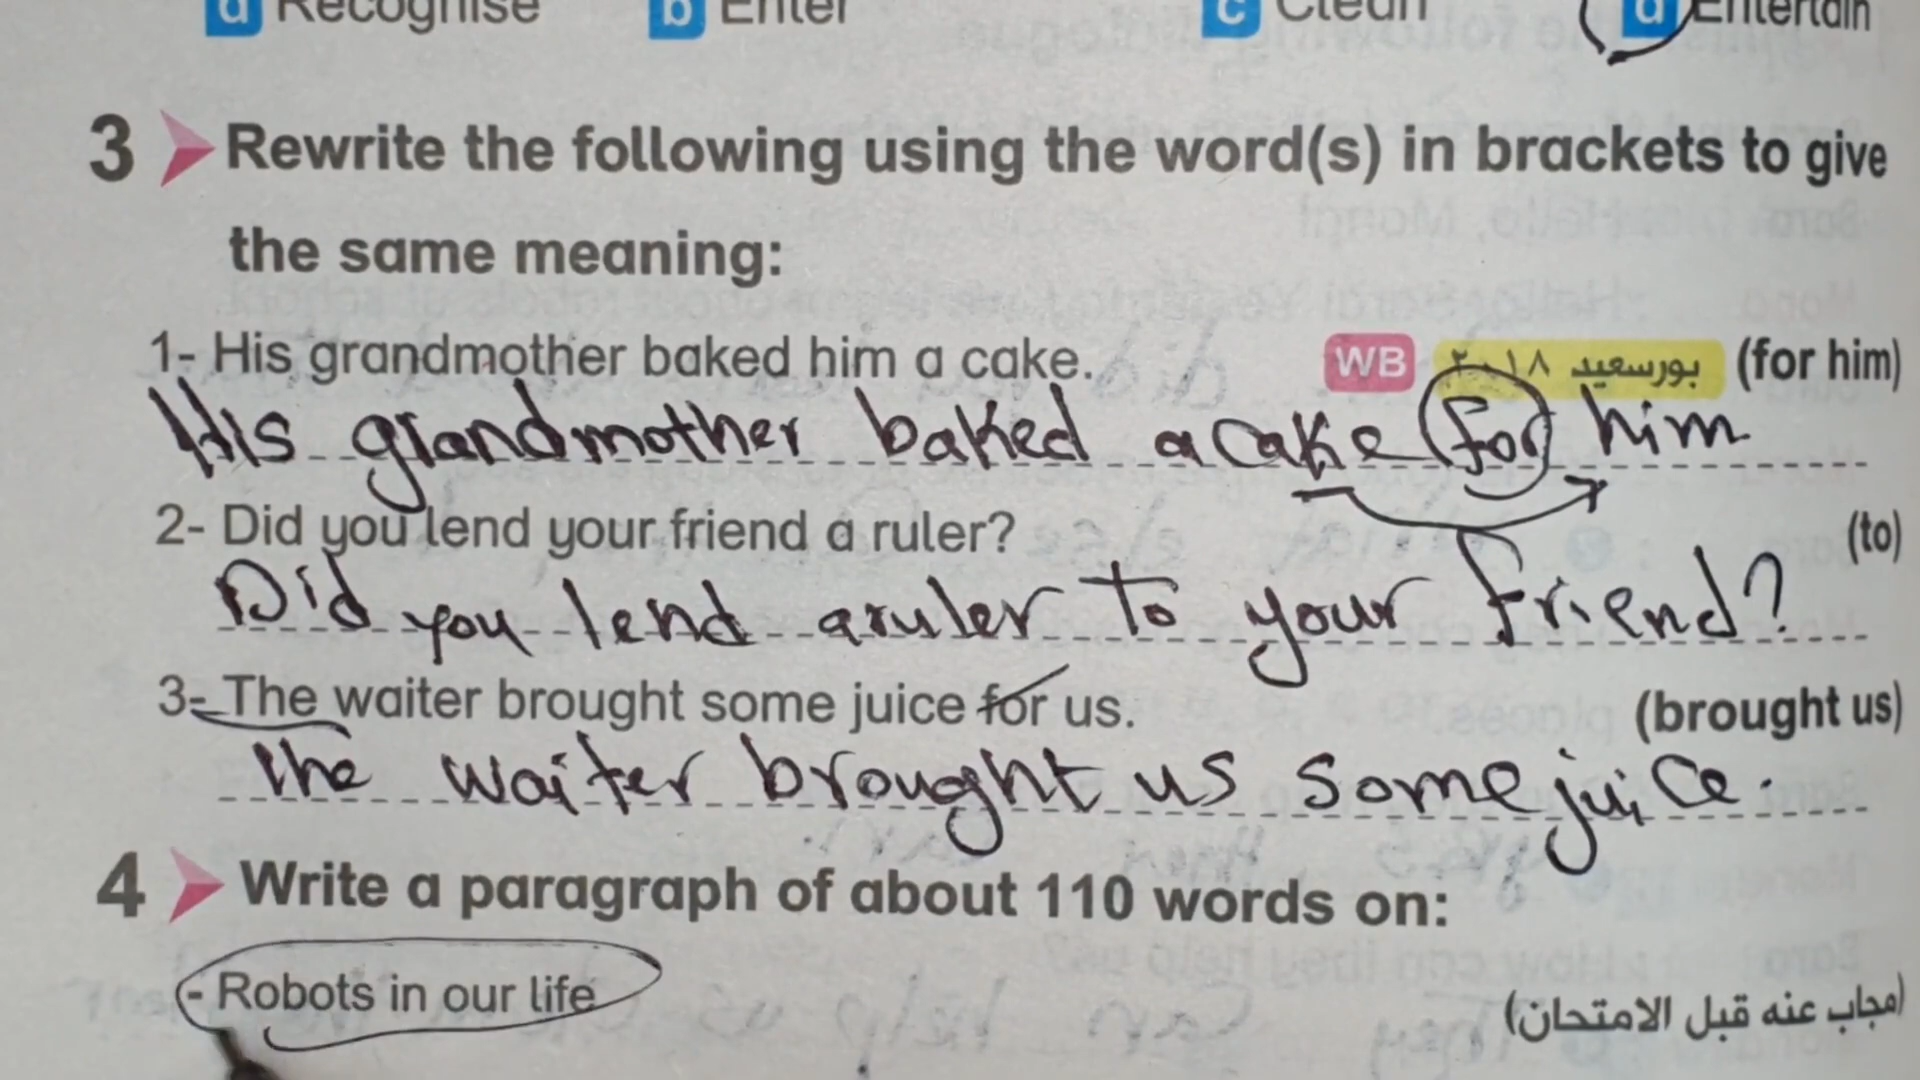 a Recognise b Enter c Clean d Entertain
3 Rewrite the following using the word(s) in brackets to give
the same meaning:
1- His grandmother baked him a cake. WB بورسعيد ٢٠١٨ (for him)
His grandmother baked a cake for him
2- Did you lend your friend a ruler? (to)
Did you lend a ruler to your friend?
3- The waiter brought some juice for us. (brought us)
the waiter brought us some juice.
4 Write a paragraph of about 110 words on:
- Robots in our life
(مجاب عنه قبل الامتحان)